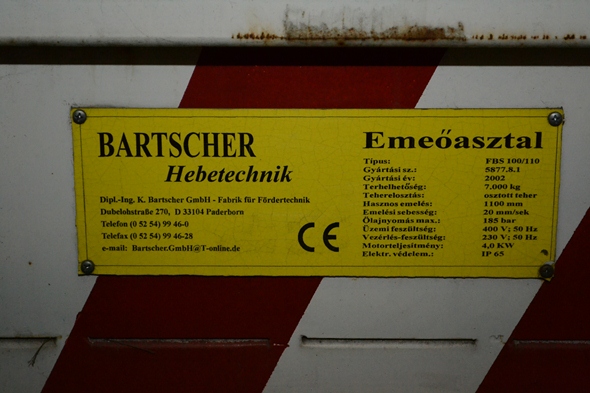 BARTSCHER
Hebetechnik
Dipl.-Ing. K. Bartscher GmbH - Fabrik für Fördertechnik
Dubelohstraße 270, D 33104 Paderborn
Telefon (0 52 54) 99 46-0
Telefax (0 52 54) 99 46-28
e-mail: Bartscher.GmbH@T-online.de
CE
Emeőasztal
Típus: FBS 100/110
Gyártási sz.: 5877.8.1
Gyártási év: 2002
Terhelhetőség: 7.000 kg
Teherelosztás: osztott teher
Hasznos emelés: 1100 mm
Emelési sebesség: 20 mm/sek
Olajnyomás max.: 185 bar
Üzemi feszültség: 400 V; 50 Hz
Vezérlés-feszültség: 230 V; 50 Hz
Motorteljesítmény: 4,0 KW
Elektr. védelem.: IP 65